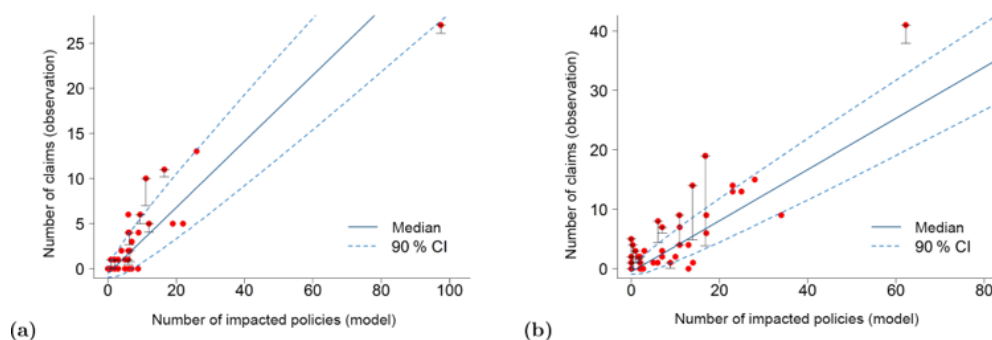 25
20
15
10
5
0
Number of claims (observation)
0 20 40 60 80 100
Number of impacted policies (model)
Median
90 % CI
(a)
40
30
20
10
0
Number of claims (observation)
0 20 40 60 80
Number of impacted policies (model)
Median
90 % CI
(b)